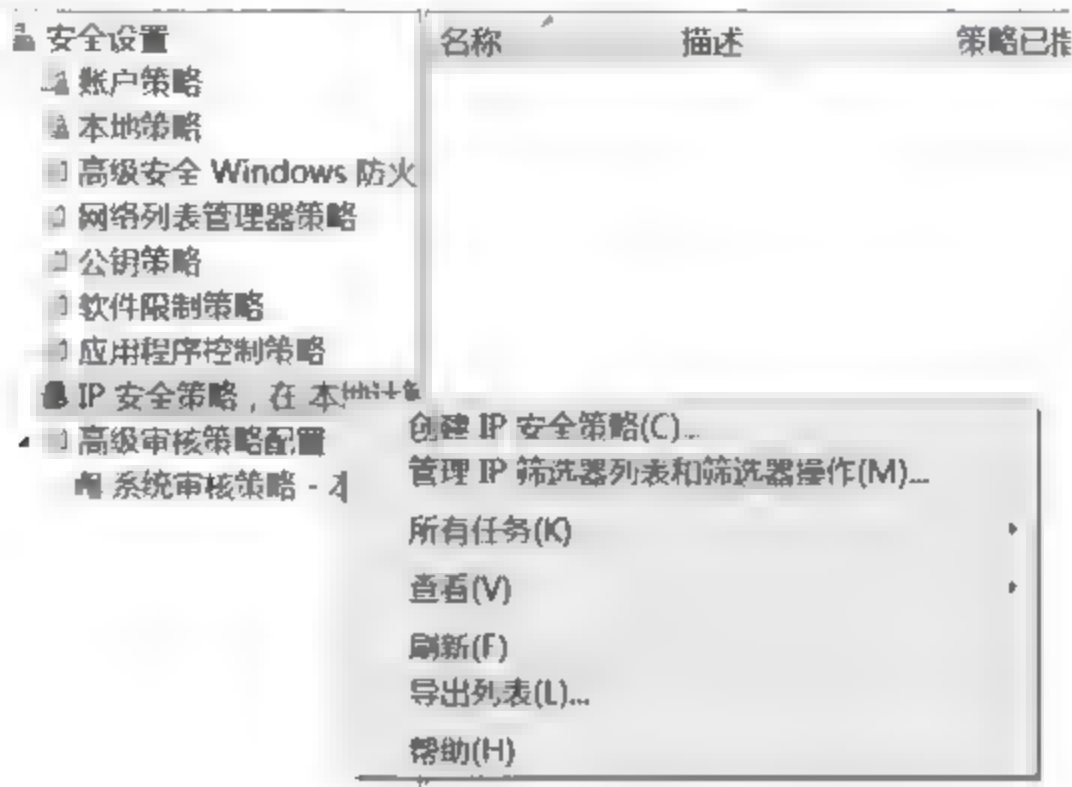 安全设置
账户策略
本地策略
高级安全 Windows 防火
网络列表管理器策略
公钥策略
软件限制策略
应用程序控制策略
IP 安全策略，在 本地计算
高级审核策略配置
系统审核策略 - 本
名称 描述 策略已指
创建 IP 安全策略(C)...
管理 IP 筛选器列表和筛选器操作(M)...
所有任务(K)
查看(V)
刷新(F)
导出列表(L)...
帮助(H)